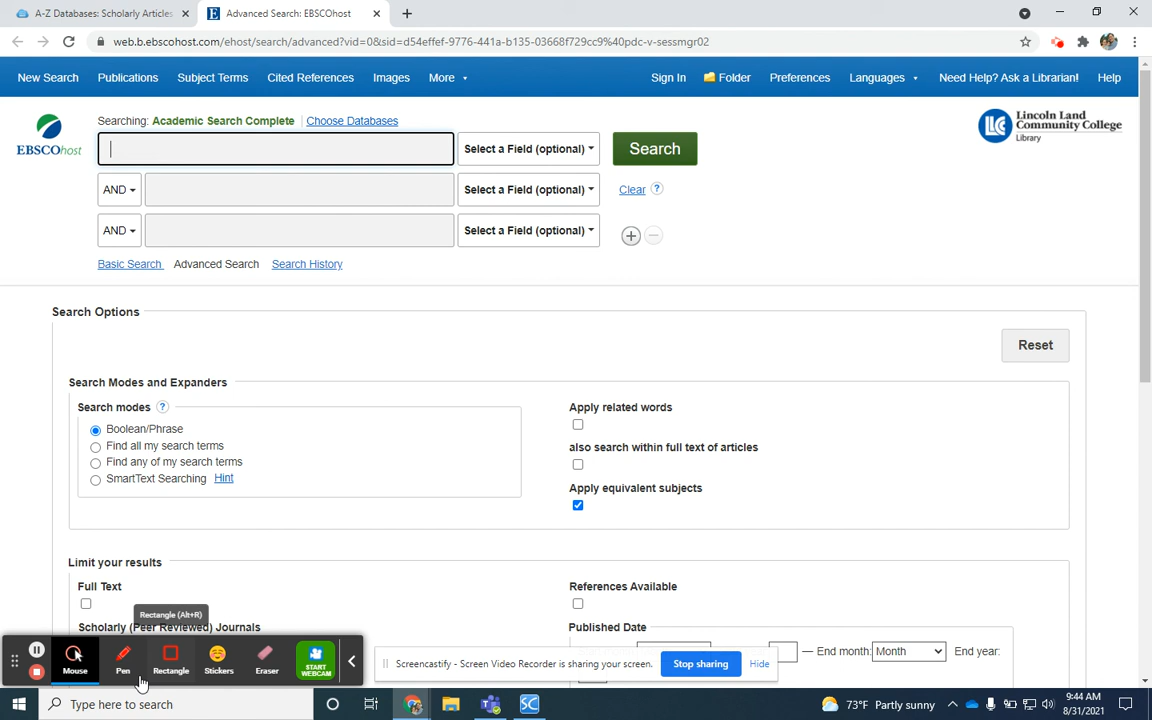 A-Z Databases: Scholarly Articles
Advanced Search: EBSCOhost
web.b.ebscohost.com/ehost/search/advanced?vid=0&sid=d54effef-9776-441a-b135-03668f729cc9%40pdc-v-sessmgr02
New Search Publications Subject Terms Cited References Images More Sign In Folder Preferences Languages Need Help? Ask a Librarian! Help
EBSCOhost
Searching: Academic Search Complete Choose Databases
Lincoln Land
Community College
Library
LLC
Select a Field (optional) Search
AND Select a Field (optional) Clear ?
AND Select a Field (optional)
Basic Search Advanced Search Search History
Search Options
Reset
Search Modes and Expanders
Search modes ?
Boolean/Phrase
Find all my search terms
Find any of my search terms
SmartText Searching Hint
Apply related words
also search within full text of articles
Apply equivalent subjects
Limit your results
Full Text
References Available
Rectangle (Alt+R)
Scholarly (Peer Reviewed) Journals
Published Date
Month — End month: Month End year:
Mouse Pen Rectangle Stickers Eraser START WEBCAM
Screencastify - Screen Video Recorder is sharing your screen. Stop sharing Hide
Type here to search
SC
73°F Partly sunny
9:44 AM
8/31/2021